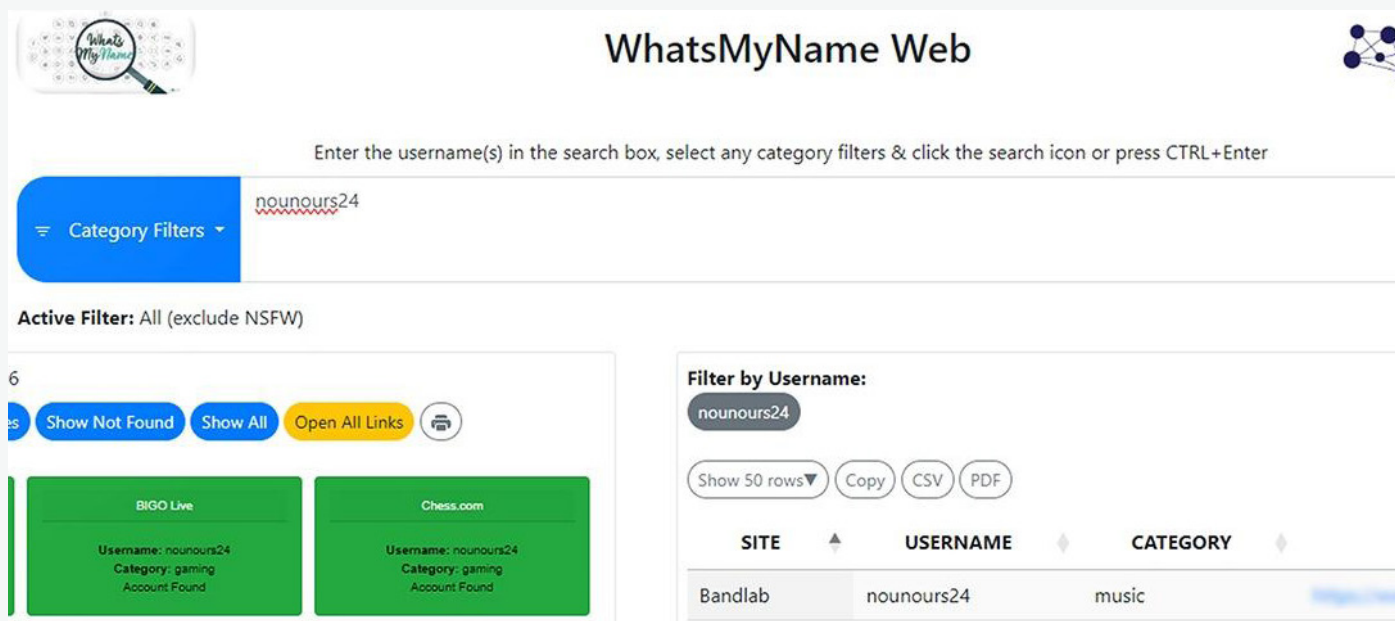 Whats
MyName
WhatsMyName Web
Enter the username(s) in the search box, select any category filters & click the search icon or press CTRL+Enter
Category Filters
nounours24
Active Filter: All (exclude NSFW)
6
es
Show Not Found
Show All
Open All Links
BIGO Live
Username: nounours24
Category: gaming
Account Found
Chess.com
Username: nounours24
Category: gaming
Account Found
Filter by Username:
nounours24
Show 50 rows
Copy
CSV
PDF
SITE USERNAME CATEGORY
Bandlab nounours24 music